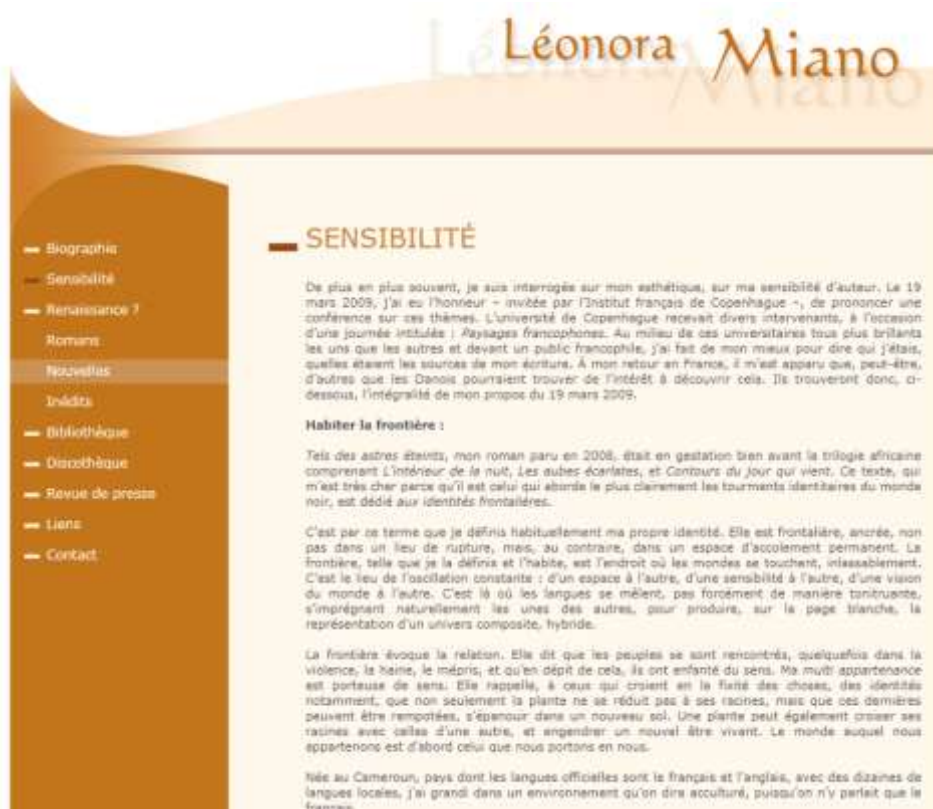 Léonora Miano
Biographie
Sensibilité
Renaissance ?
Romans
Nouvelles
Inédits
Bibliothèque
Discothèque
Revue de presse
Liens
Contact
SENSIBILITÉ
De plus en plus souvent, je suis interrogée sur mon esthétique, sur ma sensibilité d'auteur. Le 19
mars 2009, j'ai eu l'honneur – invitée par l'Institut français de Copenhague –, de prononcer une
conférence sur ces thèmes. L'université de Copenhague recevait divers intervenants, à l'occasion
d'une journée intitulée : Paysages francophones. Au milieu de ces universitaires tous plus brillants
les uns que les autres et devant un public francophile, j'ai fait de mon mieux pour dire qui j'étais,
quelles étaient les sources de mon écriture. À mon retour en France, il m'est apparu que, peut-être,
d'autres que les Danois pourraient trouver de l'intérêt à découvrir cela. Ils trouveront donc, ci-
dessous, l'intégralité de mon propos du 19 mars 2009.
Habiter la frontière :
Tels des astres éteints, mon roman paru en 2008, était en gestation bien avant la trilogie africaine
comprenant L'intérieur de la nuit, Les aubes écarlates, et Contours du jour qui vient. Ce texte, qui
m'est très cher parce qu'il est celui qui aborde le plus clairement les tourments identitaires du monde
noir, est dédié aux identités frontalières.
C'est par ce terme que je définis habituellement ma propre identité. Elle est frontalière, ancrée, non
pas dans un lieu de rupture, mais, au contraire, dans un espace d'accolement permanent. La
frontière, telle que je la définis et l'habite, est l'endroit où les mondes se touchent, inlassablement.
C'est le lieu de l'oscillation constante : d'un espace à l'autre, d'une sensibilité à l'autre, d'une vision
du monde à l'autre. C'est là où les langues se mêlent, pas forcément de manière tonitruante,
s'imprégnant naturellement les unes des autres, pour produire, sur la page blanche, la
représentation d'un univers composite, hybride.
La frontière évoque la relation. Elle dit que les peuples se sont rencontrés, quelquefois dans la
violence, la haine, le mépris, et qu'en dépit de cela, ils ont enfanté du sens. Ma multi appartenance
est porteuse de sens. Elle rappelle, à ceux qui croient en la fixité des choses, des identités
notamment, que non seulement la plante ne se réduit pas à ses racines, mais que ces dernières
peuvent être rempotées, s'épanouir dans un nouveau sol. Une plante peut également croiser ses
racines avec celles d'une autre, et engendrer un nouvel être vivant. Le monde auquel nous
appartenons est d'abord celui que nous portons en nous.
Née au Cameroun, pays dont les langues officielles sont le français et l'anglais, avec des dizaines de
langues locales, j'ai grandi dans un environnement qu'on dira acculturé, puisqu'on n'y parlait que le
français.